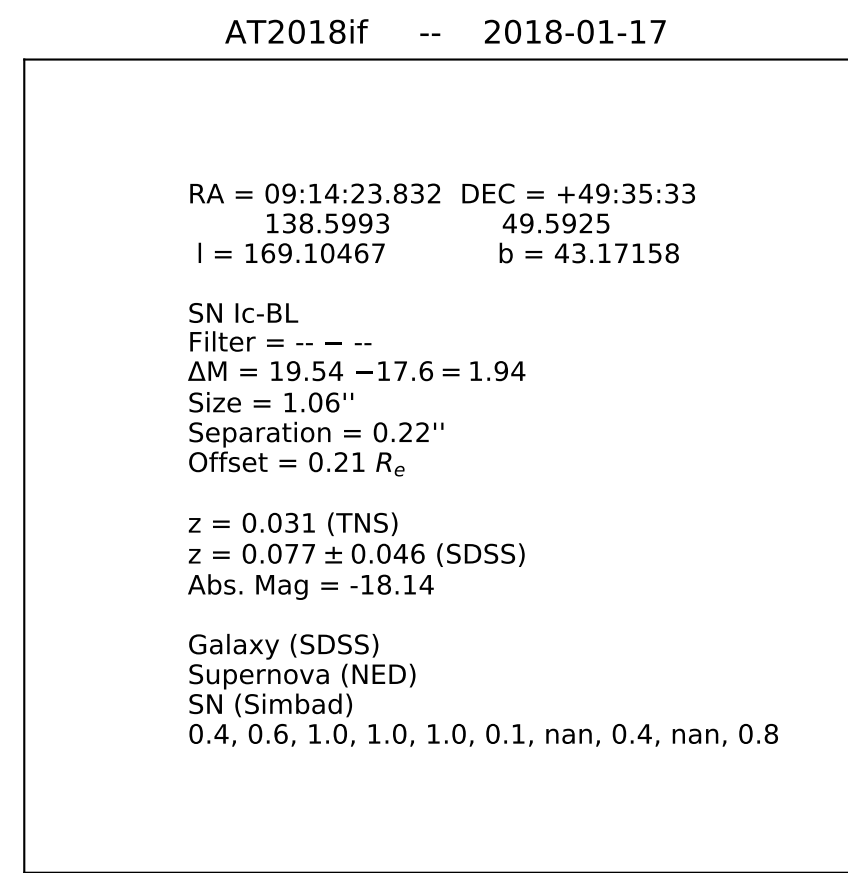 AT2018if -- 2018-01-17
RA = 09:14:23.832 DEC = +49:35:33
138.5993 49.5925
l = 169.10467 b = 43.17158
SN Ic-BL
Filter = -- − --
ΔM = 19.54 −17.6 = 1.94
Size = 1.06''
Separation = 0.22''
Offset = 0.21 Re
z = 0.031 (TNS)
z = 0.077 ± 0.046 (SDSS)
Abs. Mag = -18.14
Galaxy (SDSS)
Supernova (NED)
SN (Simbad)
0.4, 0.6, 1.0, 1.0, 1.0, 0.1, nan, 0.4, nan, 0.8